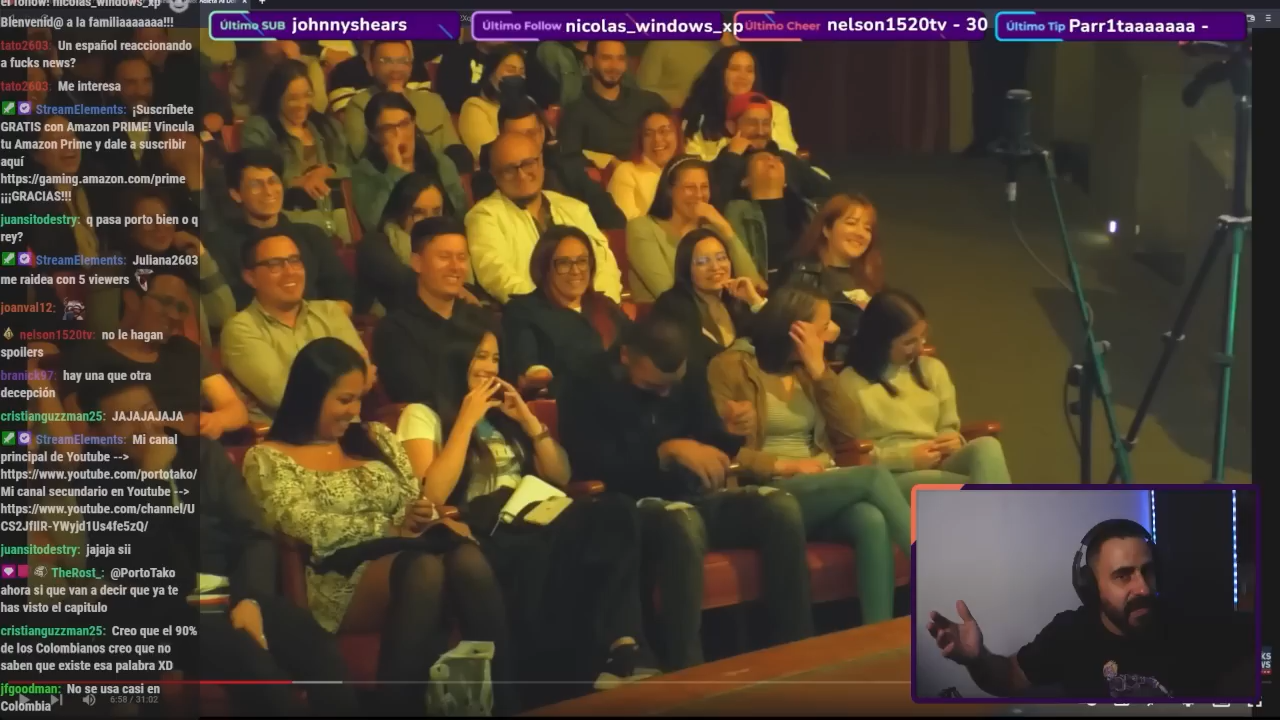 Último SUB johnnyshears
Último Follow nicolas_windows_xp
Último Cheer nelson1520tv - 30
Último Tip Parr1taaaaaaa -
el follow! nicolas_windows_xp
Bienvenid@ a la familiaaaaaaa!!!
tato2603: Un español reaccionando
a fucks news?
tato2603: Me interesa
StreamElements: ¡Suscríbete
GRATIS con Amazon PRIME! Vincula
tu Amazon Prime y dale a suscribir
aquí
https://gaming.amazon.com/prime
¡¡¡GRACIAS!!!
juansitodestry: q pasa porto bien o q
rey?
StreamElements: Juliana2603
me raidea con 5 viewers
joanval12:
nelson1520tv: no le hagan
spoilers
branick97: hay una que otra
decepción
cristianguzzman25: JAJAJAJAJA
StreamElements: Mi canal
principal de Youtube -->
https://www.youtube.com/portotako/
Mi canal secundario en Youtube -->
https://www.youtube.com/channel/U
CS2JfIIR-YWyjd1Us4fe5zQ/
juansitodestry: jajaja sii
TheRost_: @PortoTako
ahora si que van a decir que ya te
has visto el capitulo
cristianguzzman25: Creo que el 90%
de los Colombianos creo que no
saben que existe esa palabra XD
jfgoodman: No se usa casi en
Colombia
6:58 / 31:02